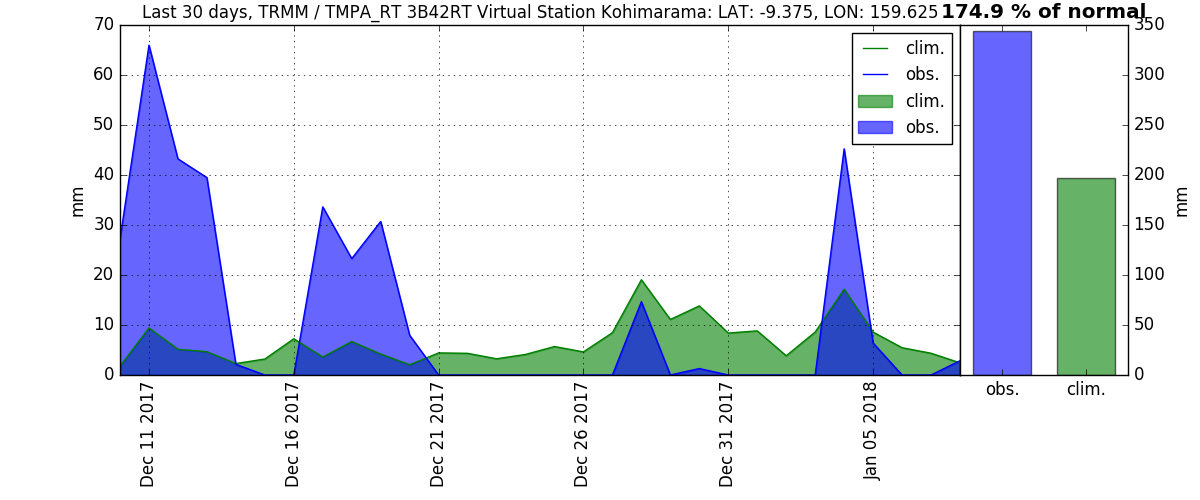 Last 30 days, TRMM / TMPA_RT 3B42RT Virtual Station Kohimarama: LAT: -9.375, LON: 159.625
174.9 % of normal
70
60
50
40
30
20
10
0
mm
clim.
obs.
clim.
obs.
Dec 11 2017
Dec 16 2017
Dec 21 2017
Dec 26 2017
Dec 31 2017
Jan 05 2018
350
300
250
200
150
100
50
0
mm
obs.
clim.